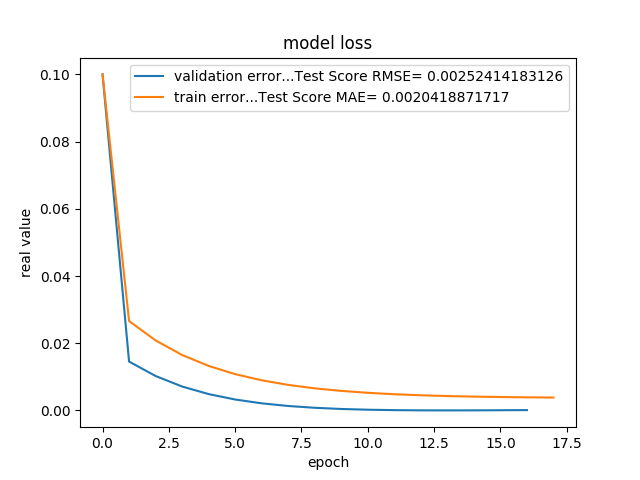 model loss
validation error...Test Score RMSE= 0.00252414183126
train error...Test Score MAE= 0.0020418871717
real value
0.10
0.08
0.06
0.04
0.02
0.00
0.0 2.5 5.0 7.5 10.0 12.5 15.0 17.5
epoch